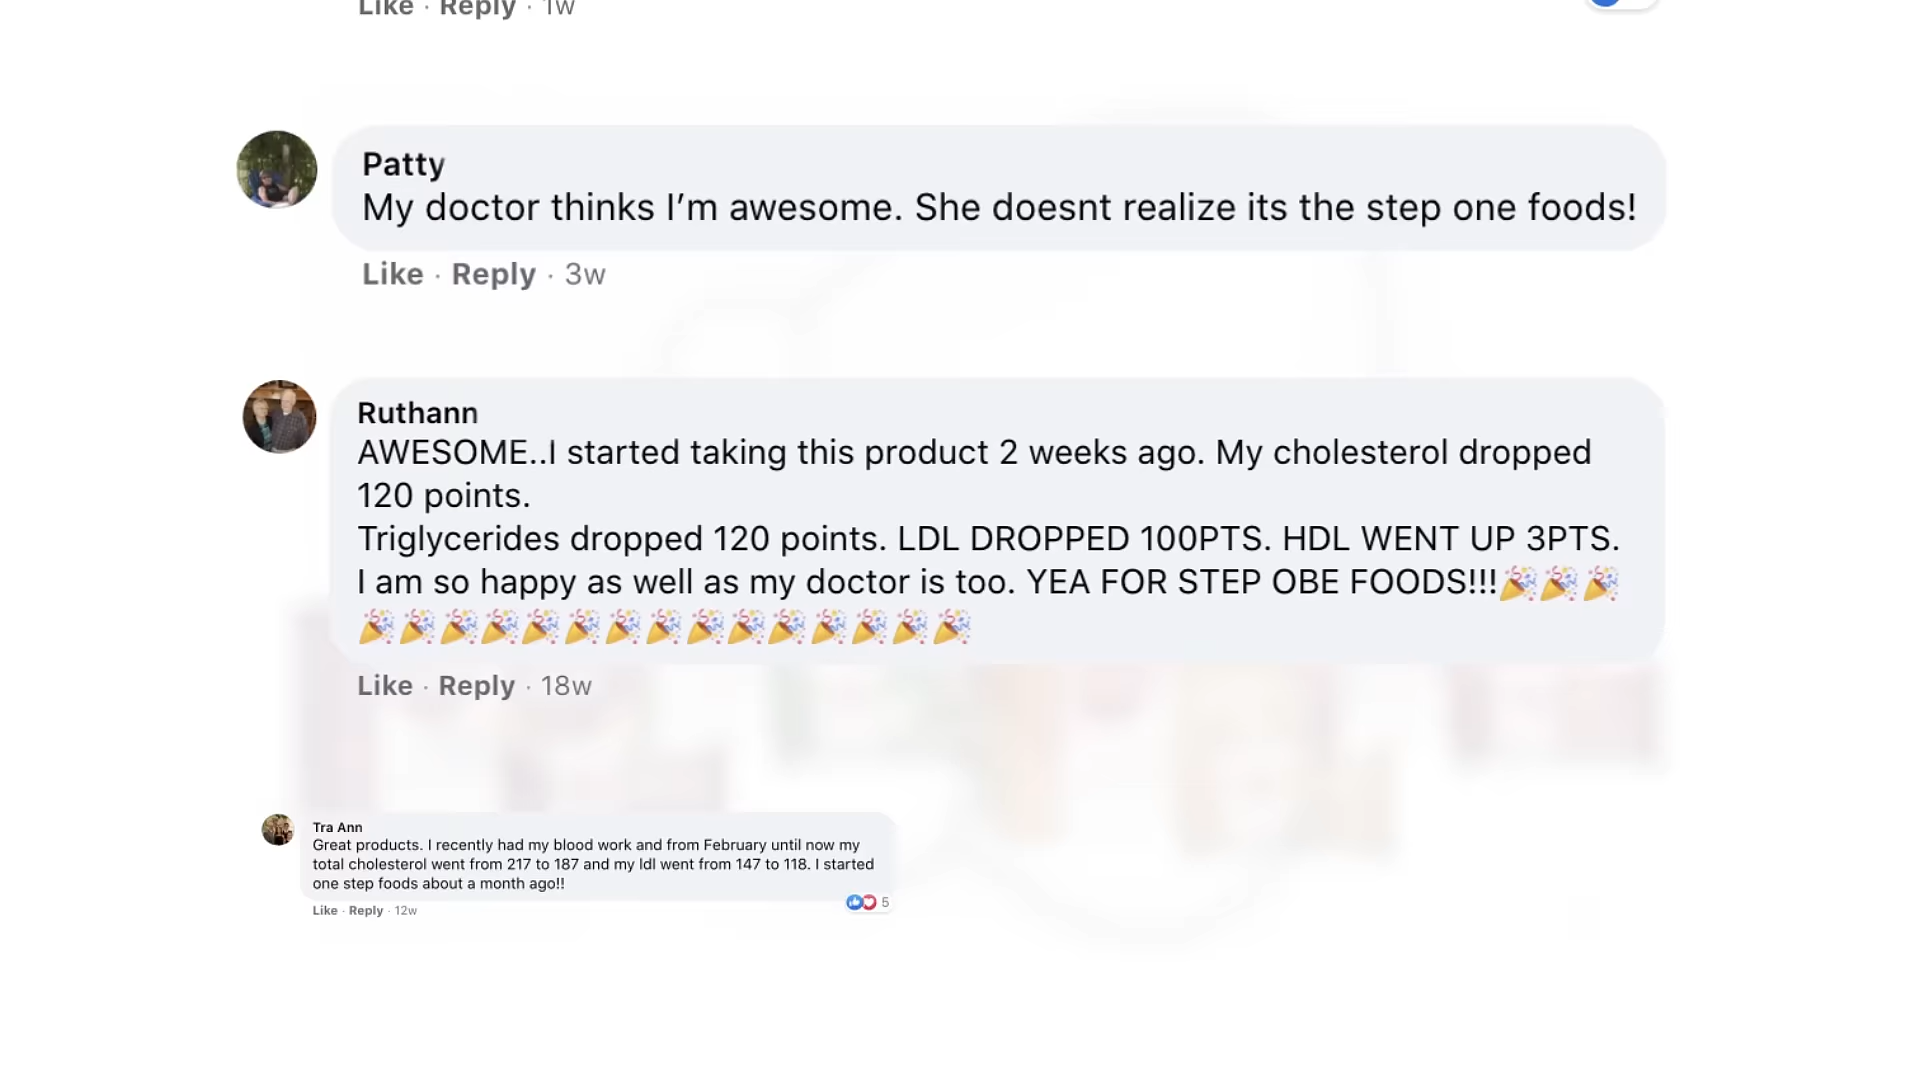 Like · Reply · 1w
Patty
My doctor thinks I’m awesome. She doesnt realize its the step one foods!
Like · Reply · 3w
Ruthann
AWESOME..I started taking this product 2 weeks ago. My cholesterol dropped
120 points.
Triglycerides dropped 120 points. LDL DROPPED 100PTS. HDL WENT UP 3PTS.
I am so happy as well as my doctor is too. YEA FOR STEP OBE FOODS!!!🎉🎉🎉
🎉🎉🎉🎉🎉🎉🎉🎉🎉🎉🎉🎉🎉🎉🎉
Like · Reply · 18w
Tra Ann
Great products. I recently had my blood work and from February until now my
total cholesterol went from 217 to 187 and my ldl went from 147 to 118. I started
one step foods about a month ago!!
5
Like · Reply · 12w